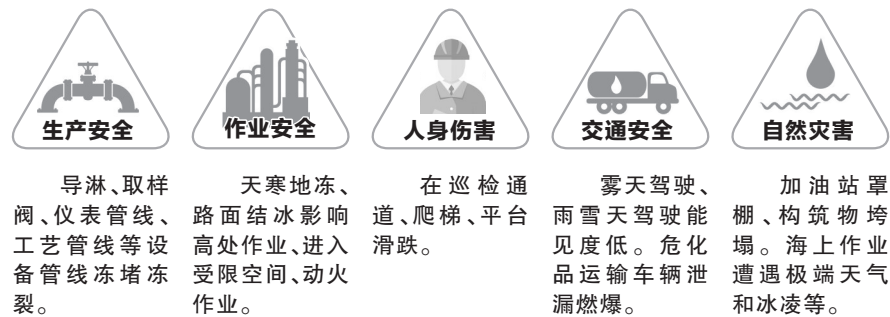 生产安全
导淋、取样
阀、仪表管线、
工艺管线等设
备管线冻堵冻
裂。
作业安全
天寒地冻、
路面结冰影响
高处作业、进入
受限空间、动火
作业。
人身伤害
在巡检通
道、爬梯、平台
滑跌。
交通安全
雾天驾驶、
雨雪天驾驶能
见度低。危化
品运输车辆泄
漏燃爆。
自然灾害
加油站罩
棚、构筑物垮
塌。海上作业
遭遇极端天气
和冰凌等。